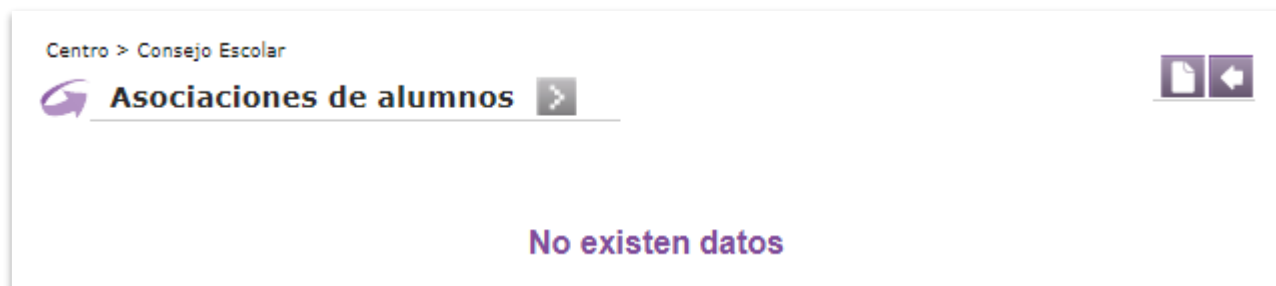 Centro > Consejo Escolar
Asociaciones de alumnos
No existen datos